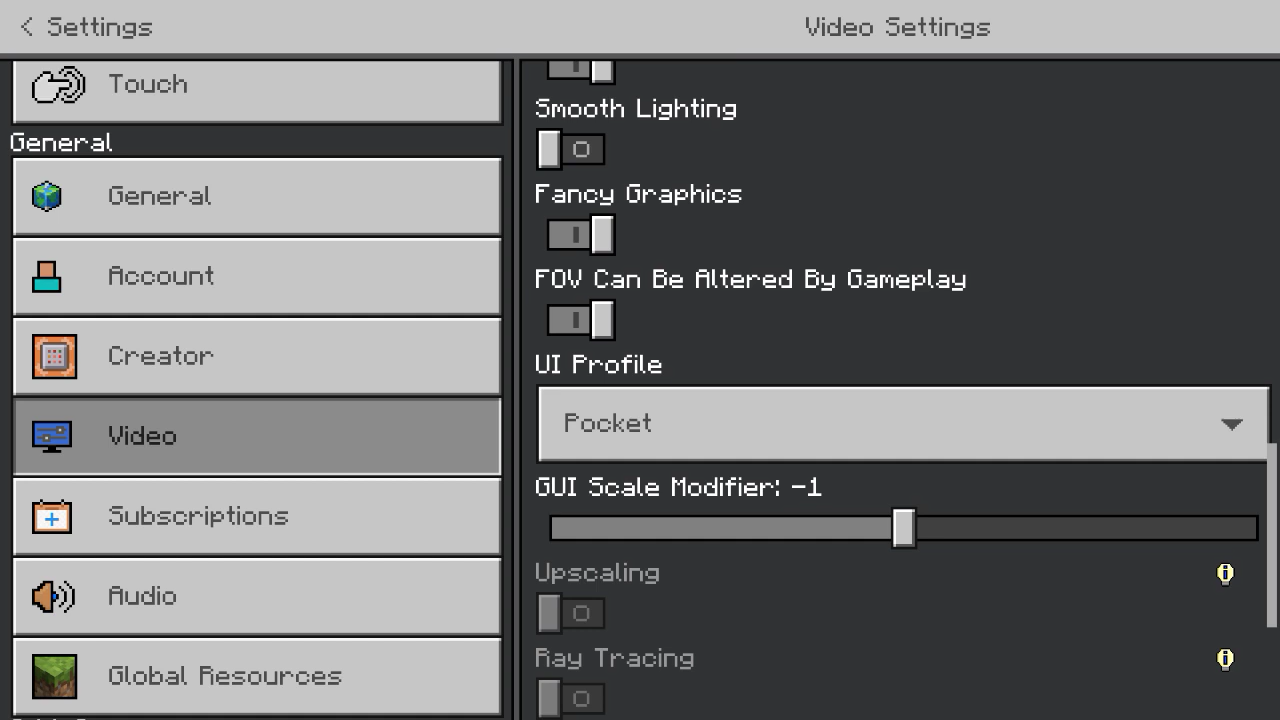 Settings
Video Settings
Touch
General
General
Account
Creator
Video
Subscriptions
Audio
Global Resources
Smooth Lighting
Fancy Graphics
FOV Can Be Altered By Gameplay
UI Profile
Pocket
GUI Scale Modifier: -1
Upscaling
Ray Tracing